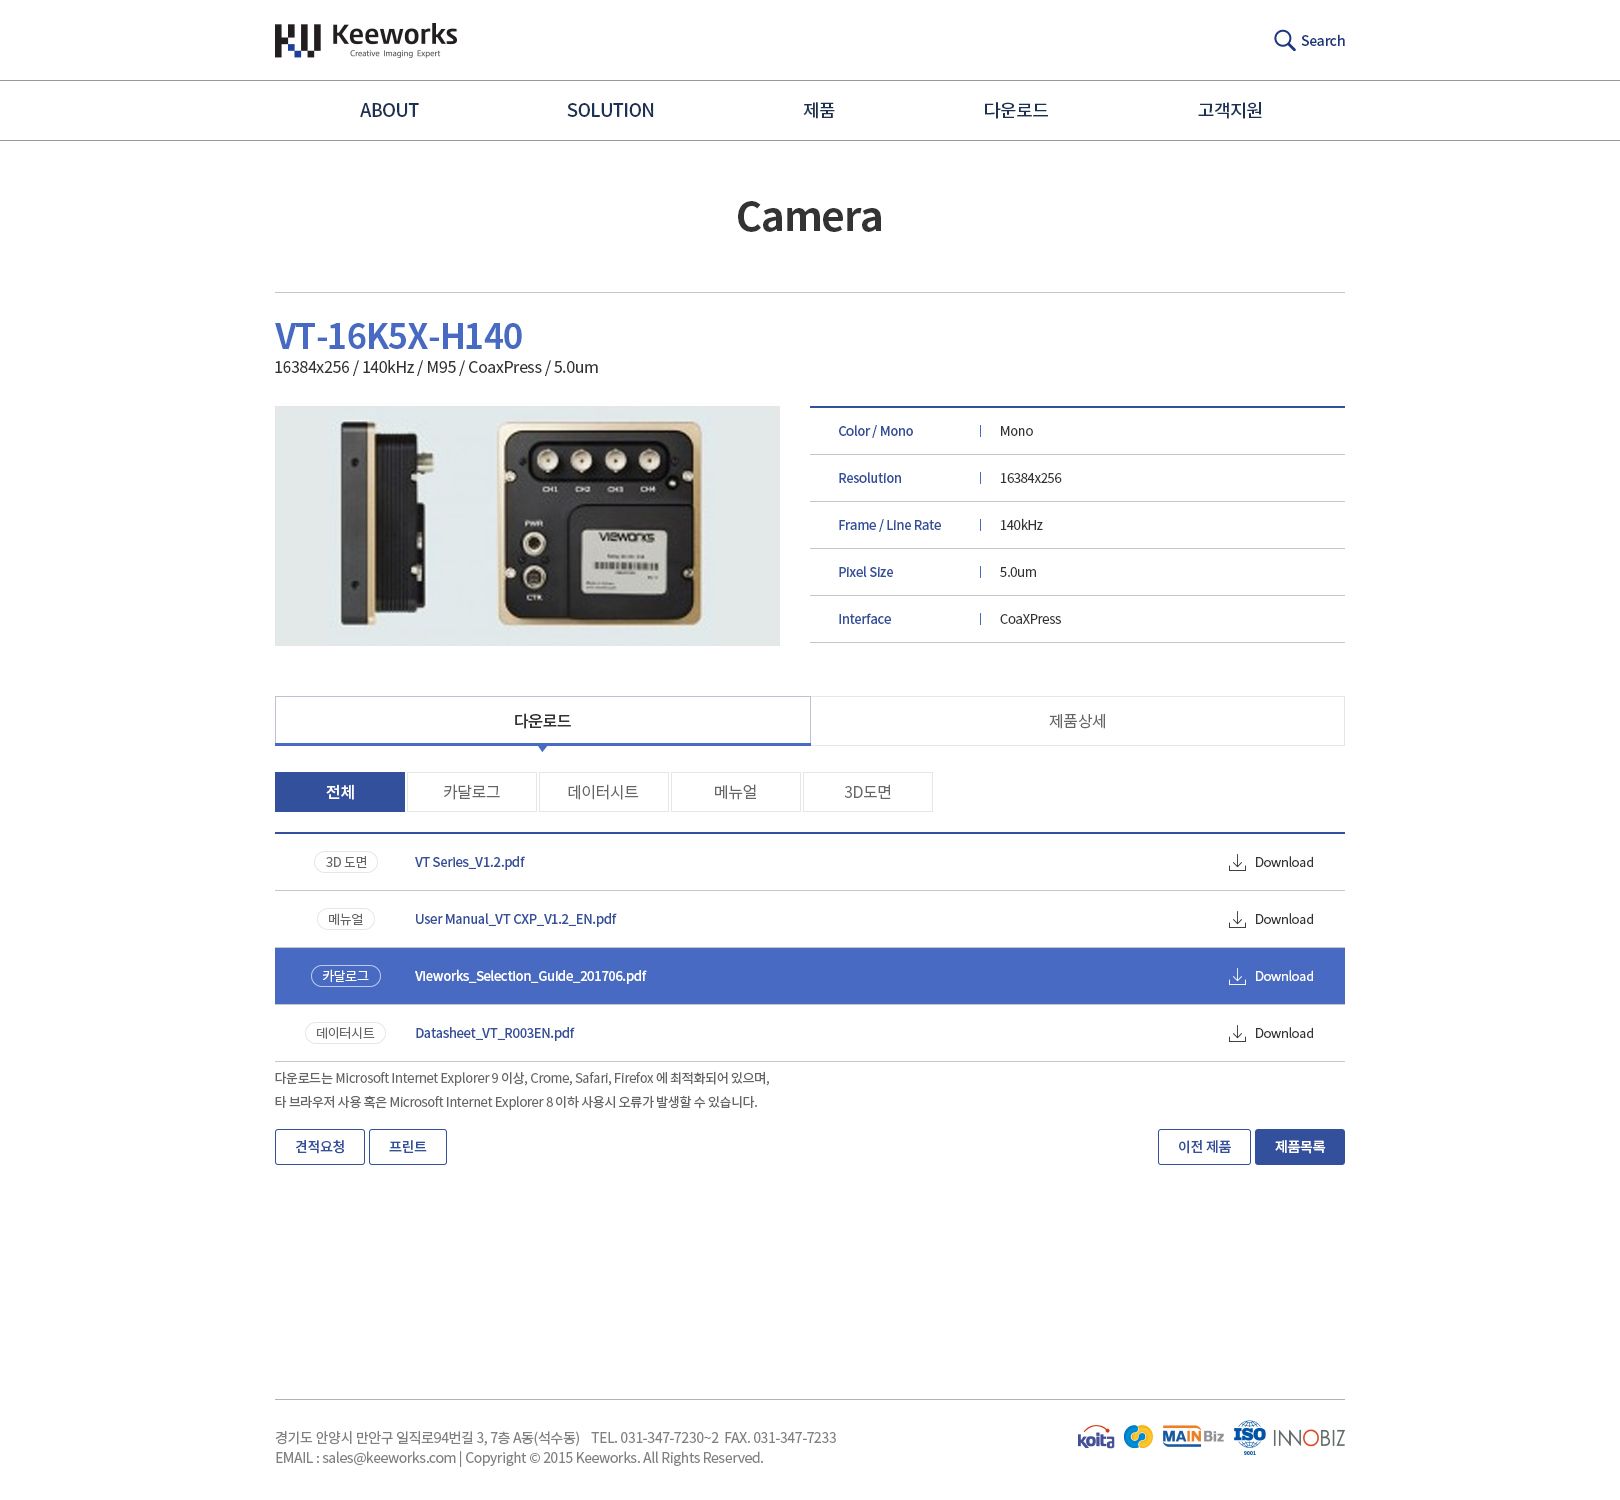 Keeworks
Creative Imaging Expert
Search
ABOUT
SOLUTION
제품
다운로드
고객지원
Camera
VT-16K5X-H140
16384x256 / 140kHz / M95 / CoaxPress / 5.0um
CH1 CH2 CH3 CH4
PWR
VIEWORKS
CTR
Color / Mono | Mono
Resolution | 16384x256
Frame / Line Rate | 140kHz
Pixel Size | 5.0um
Interface | CoaXPress
다운로드
제품상세
전체
카달로그
데이터시트
메뉴얼
3D도면
3D 도면 VT Series_V1.2.pdf Download
메뉴얼 User Manual_VT CXP_V1.2_EN.pdf Download
카달로그 Vieworks_Selection_Guide_201706.pdf Download
데이터시트 Datasheet_VT_R003EN.pdf Download
다운로드는 Microsoft Internet Explorer 9 이상, Crome, Safari, Firefox 에 최적화되어 있으며,
타 브라우저 사용 혹은 Microsoft Internet Explorer 8 이하 사용시 오류가 발생할 수 있습니다.
견적요청
프린트
이전 제품
제품목록
경기도 안양시 만안구 일직로94번길 3, 7층 A동(석수동) TEL. 031-347-7230~2 FAX. 031-347-7233
EMAIL : sales@keeworks.com | Copyright © 2015 Keeworks. All Rights Reserved.
koita
MAINBiz
ISO
9001
INNOBIZ